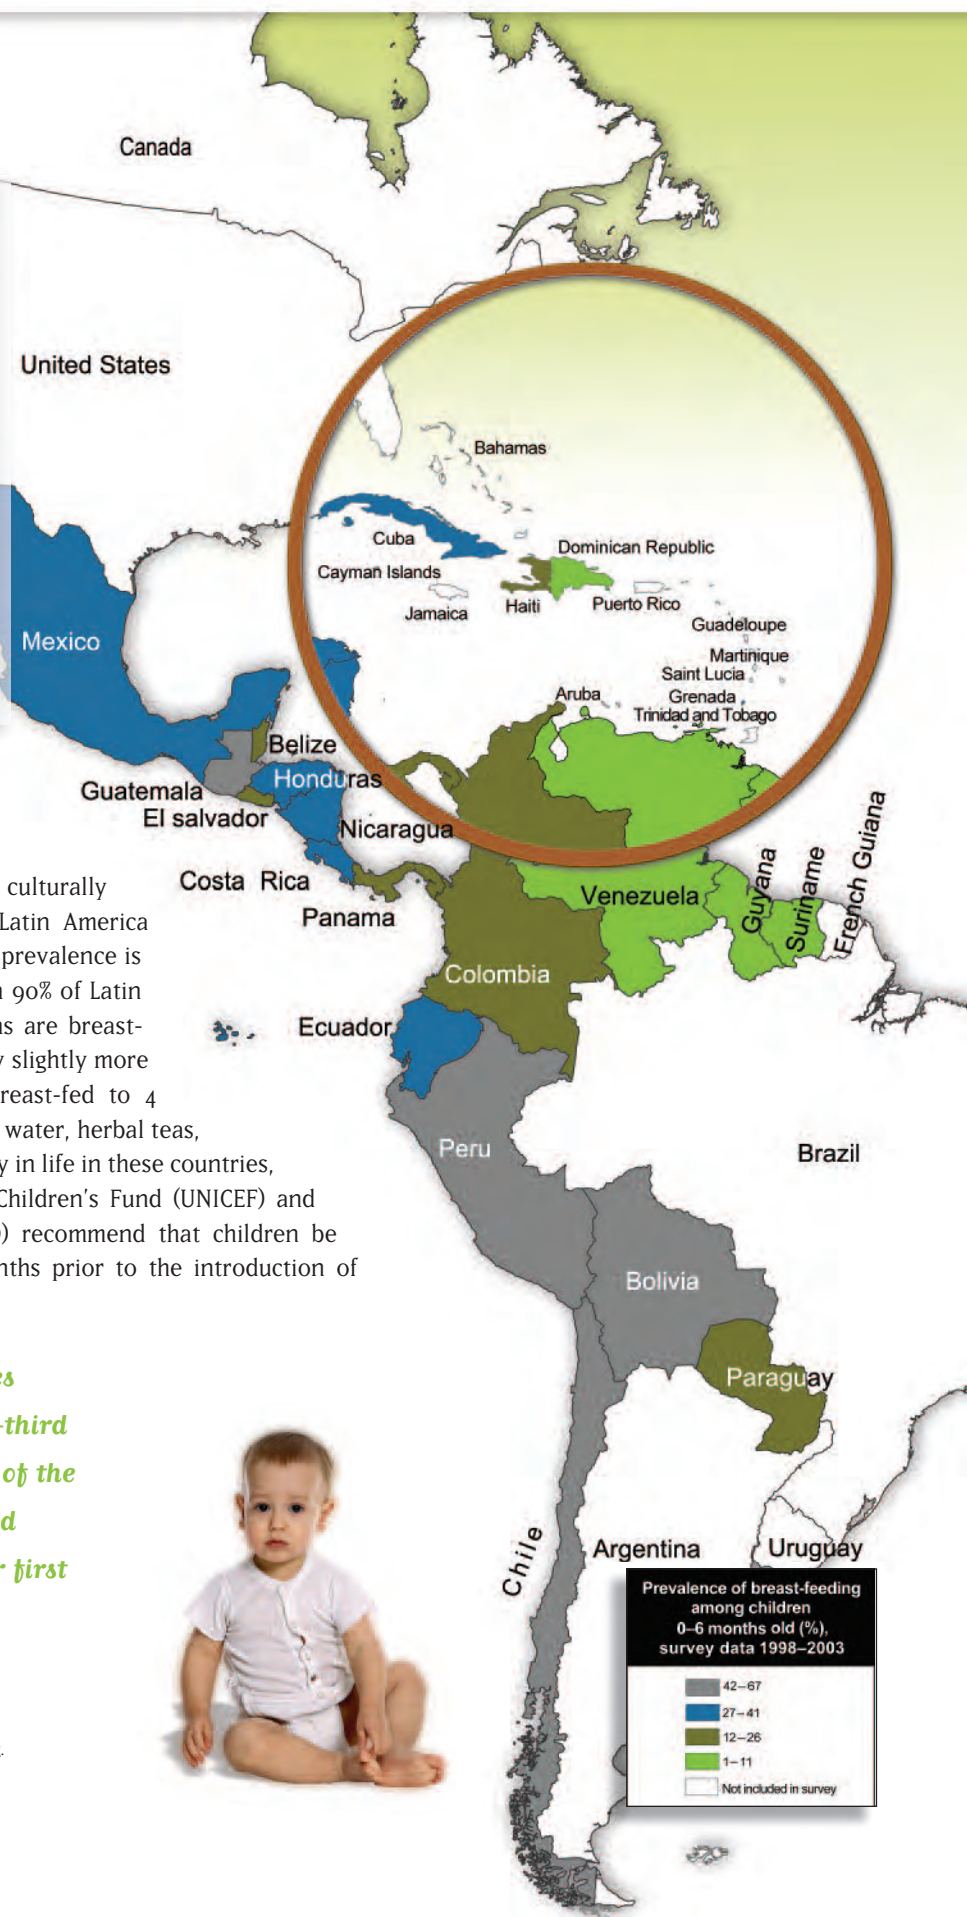 Canada
United States
Bahamas
Cuba
Dominican Republic
Cayman Islands
Jamaica
Haiti
Puerto Rico
Guadeloupe
Mexico
Martinique
Saint Lucia
Aruba
Grenada
Trinidad and Tobago
Belize
Honduras
Guatemala
El salvador
Nicaragua
Costa Rica
Panama
Venezuela
Guyana
Suriname
French Guiana
Colombia
Ecuador
Peru
Brazil
Bolivia
Paraguay
Chile
Argentina
Uruguay
culturally
Latin America
prevalence is
90% of Latin
are breast-
slightly more
breast-fed to 4
water, herbal teas,
in life in these countries,
Children's Fund (UNICEF) and
recommend that children be
prior to the introduction of
-third
of the
first
Prevalence of breast-feeding
among children
0–6 months old (%),
survey data 1998–2003
42–67
27–41
12–26
1–11
Not included in survey